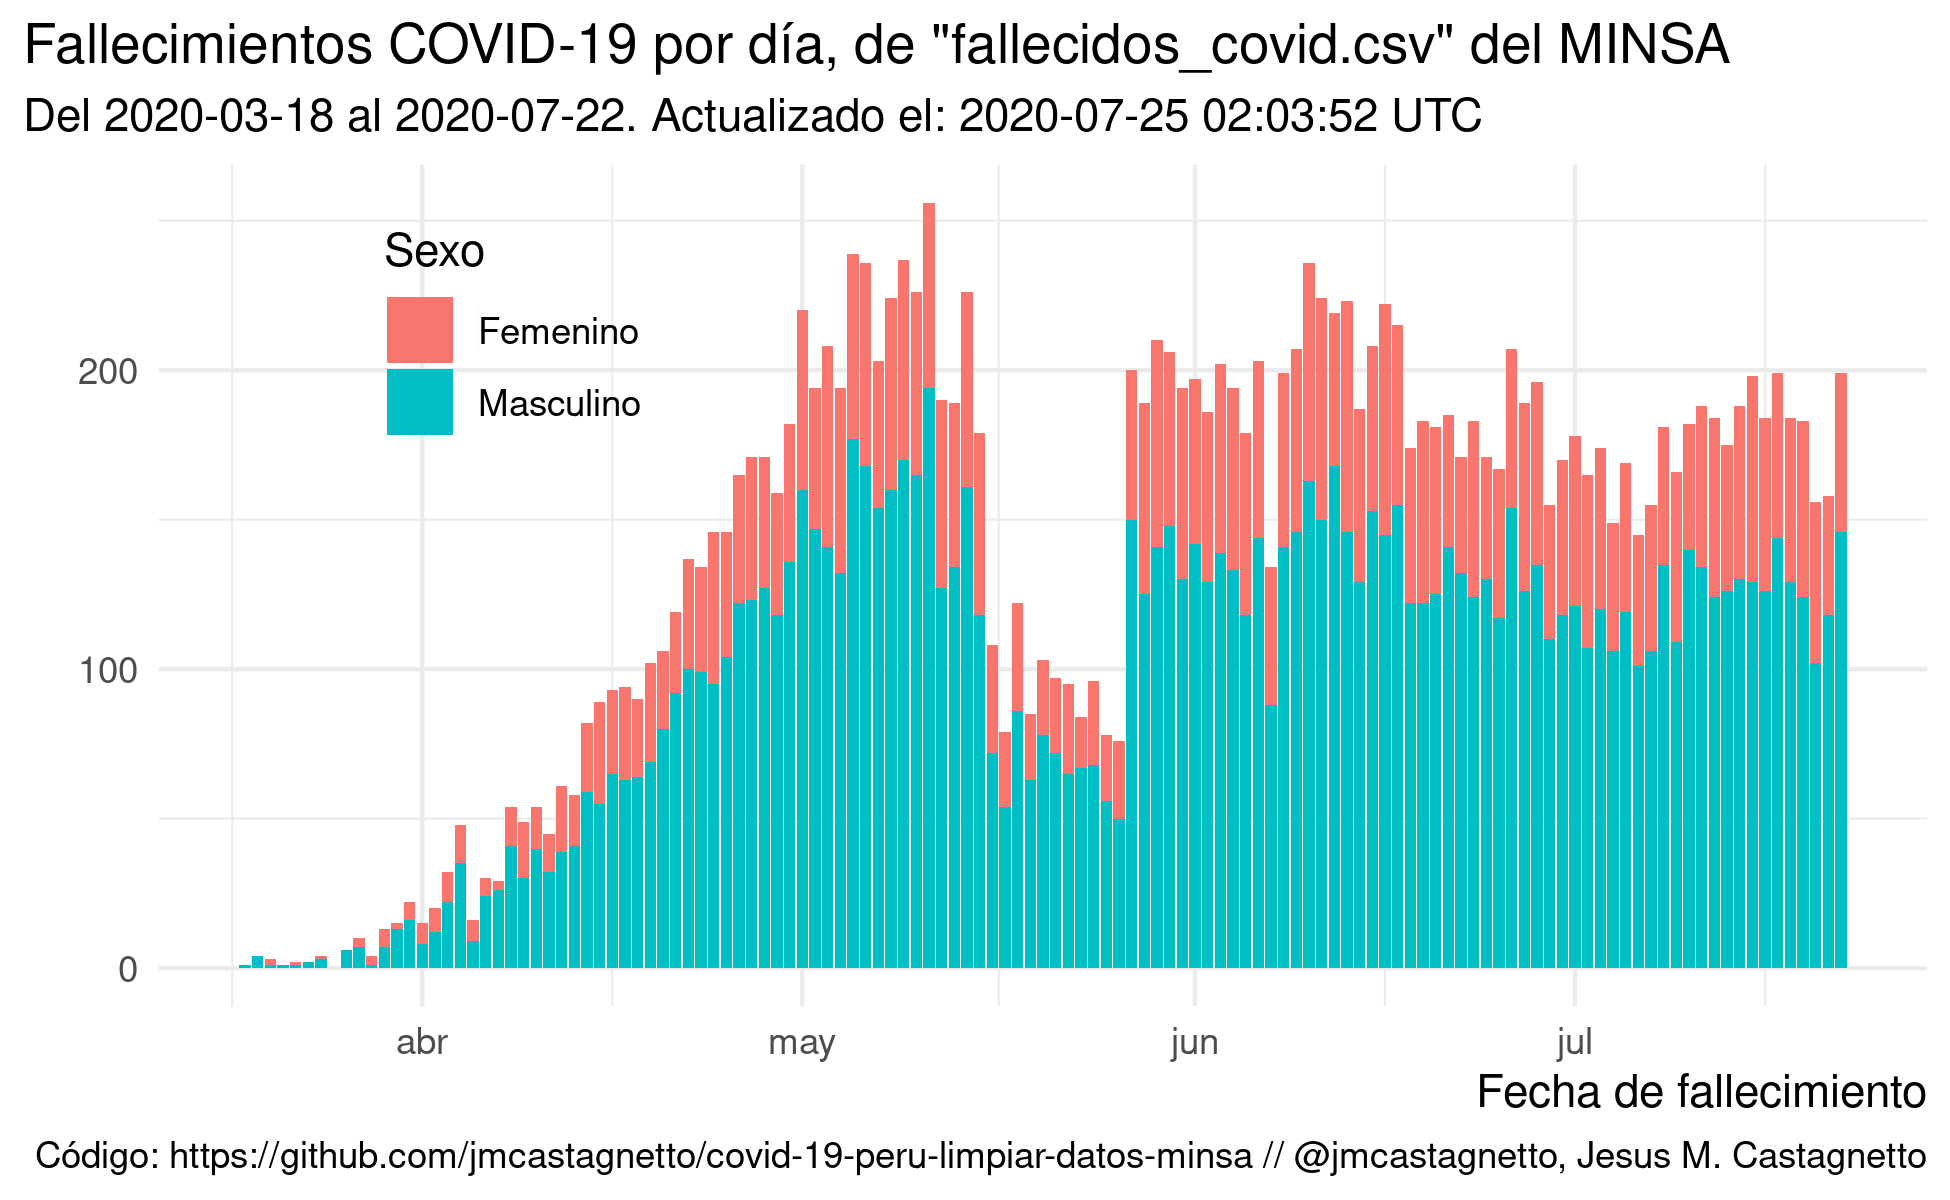 Fallecimientos COVID-19 por día, de "fallecidos_covid.csv" del MINSA
Del 2020-03-18 al 2020-07-22. Actualizado el: 2020-07-25 02:03:52 UTC
Sexo
Femenino
Masculino
200
100
0
abr may jun jul
Fecha de fallecimiento
Código: https://github.com/jmcastagnetto/covid-19-peru-limpiar-datos-minsa // @jmcastagnetto, Jesus M. Castagnetto